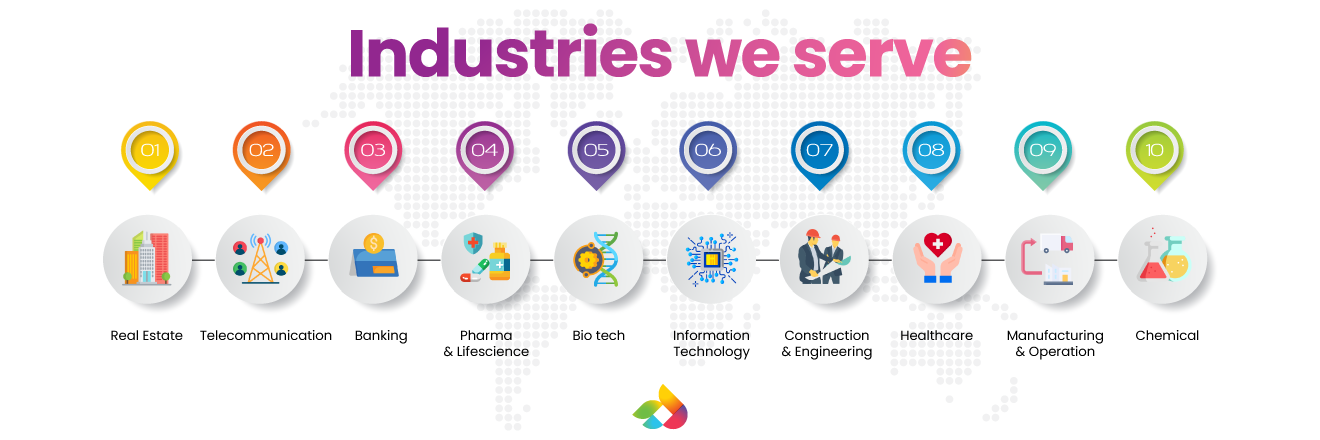 Industries we serve
01
02
03
04
05
06
07
08
09
10
$
Real Estate
Telecommunication
Banking
Pharma
& Lifescience
Bio tech
Information
Technology
Construction
& Engineering
Healthcare
Manufacturing
& Operation
Chemical